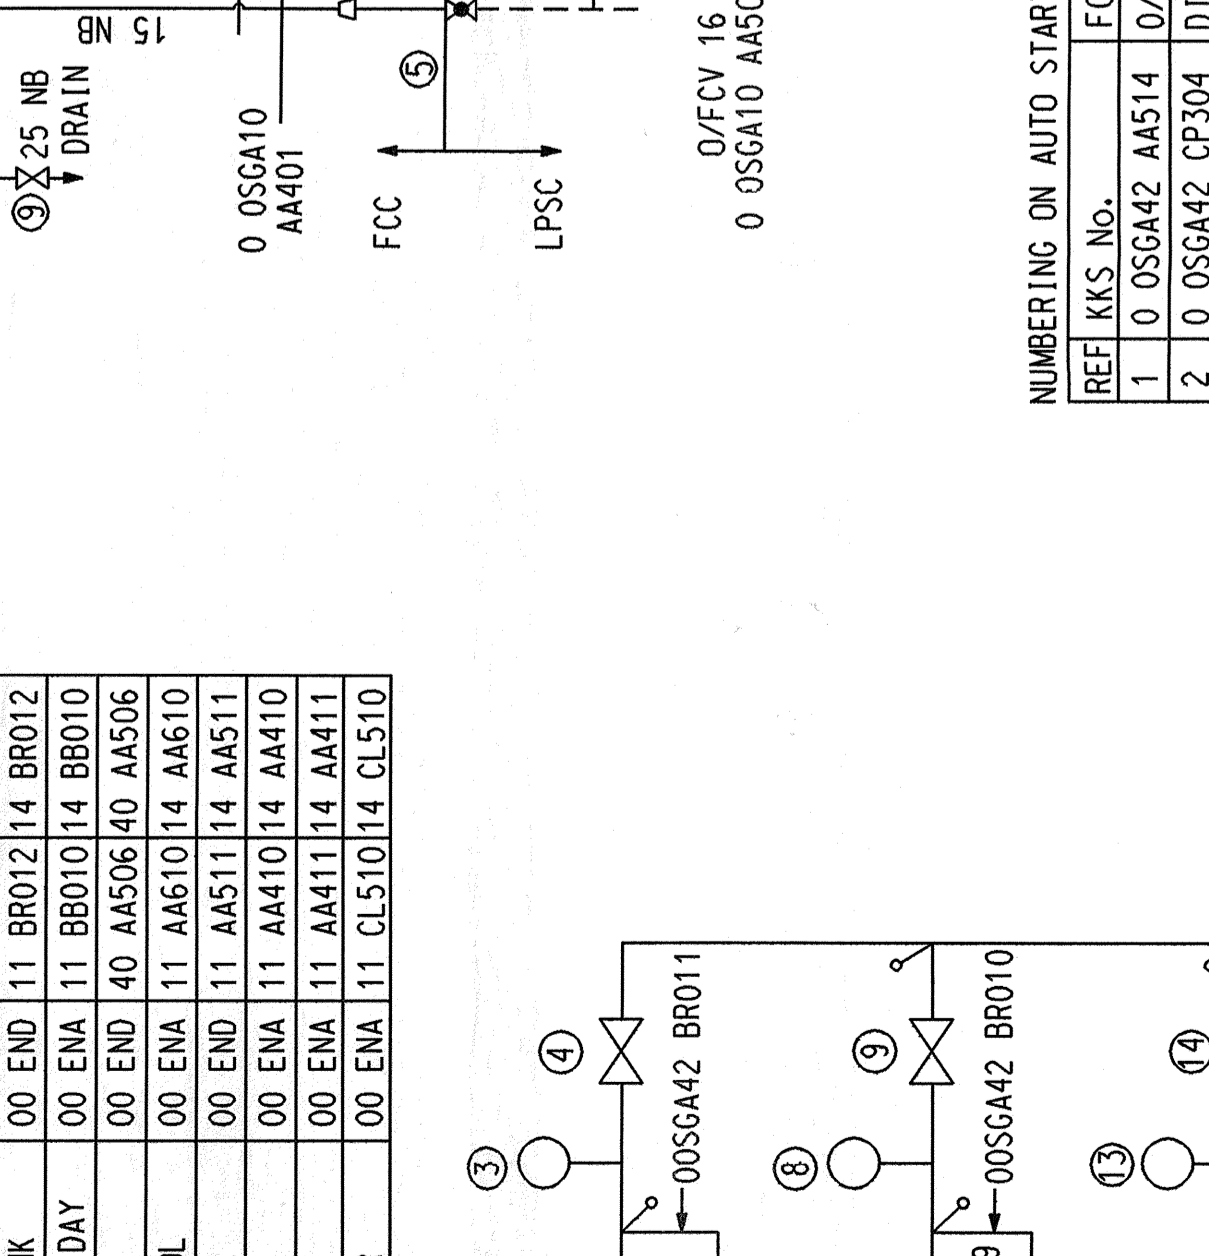 15 NB
⑨ 25 NB
DRAIN
0 0SGA10
AA401
⑤
FCC
LPSC
0/FCV 16
0 0SGA10
NUMBERING ON AUTO
REF KKS No.
1 0 0SGA42 AA514
2 0 0SGA42 CP304
00 END 11 BR012 14 BR012
DAY 00 ENA 11 BB010 14 BB010
00 END 40 AA506 40 AA506
00 ENA 11 AA610 14 AA610
00 END 11 AA511 14 AA511
00 ENA 11 AA410 14 AA410
00 ENA 11 AA411 14 AA411
00 ENA 11 CL510 14 CL510
③ ④
00SGA42 BR011
⑧ ⑨
00SGA42 BR010
⑬ ⑭